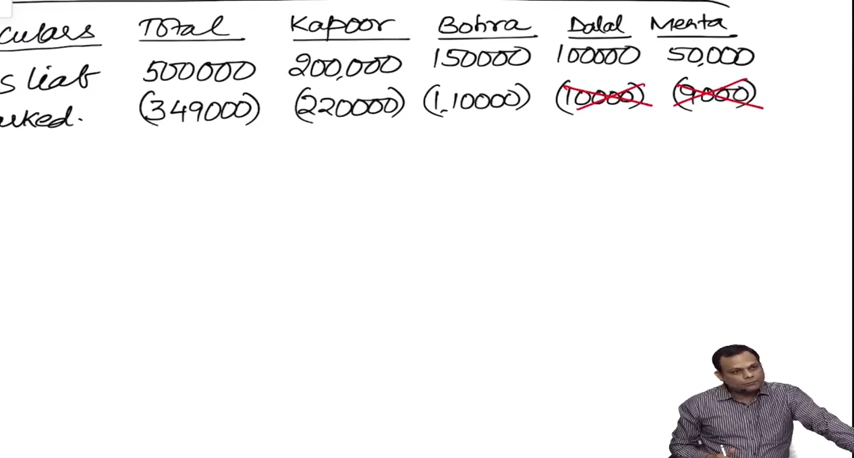 culars Total Kapoor Bohra Dalal Mehta
s liab 500000 200,000 150000 100000 50,000
ked. (349000) (220000) (1,10000) (10000) (9000)